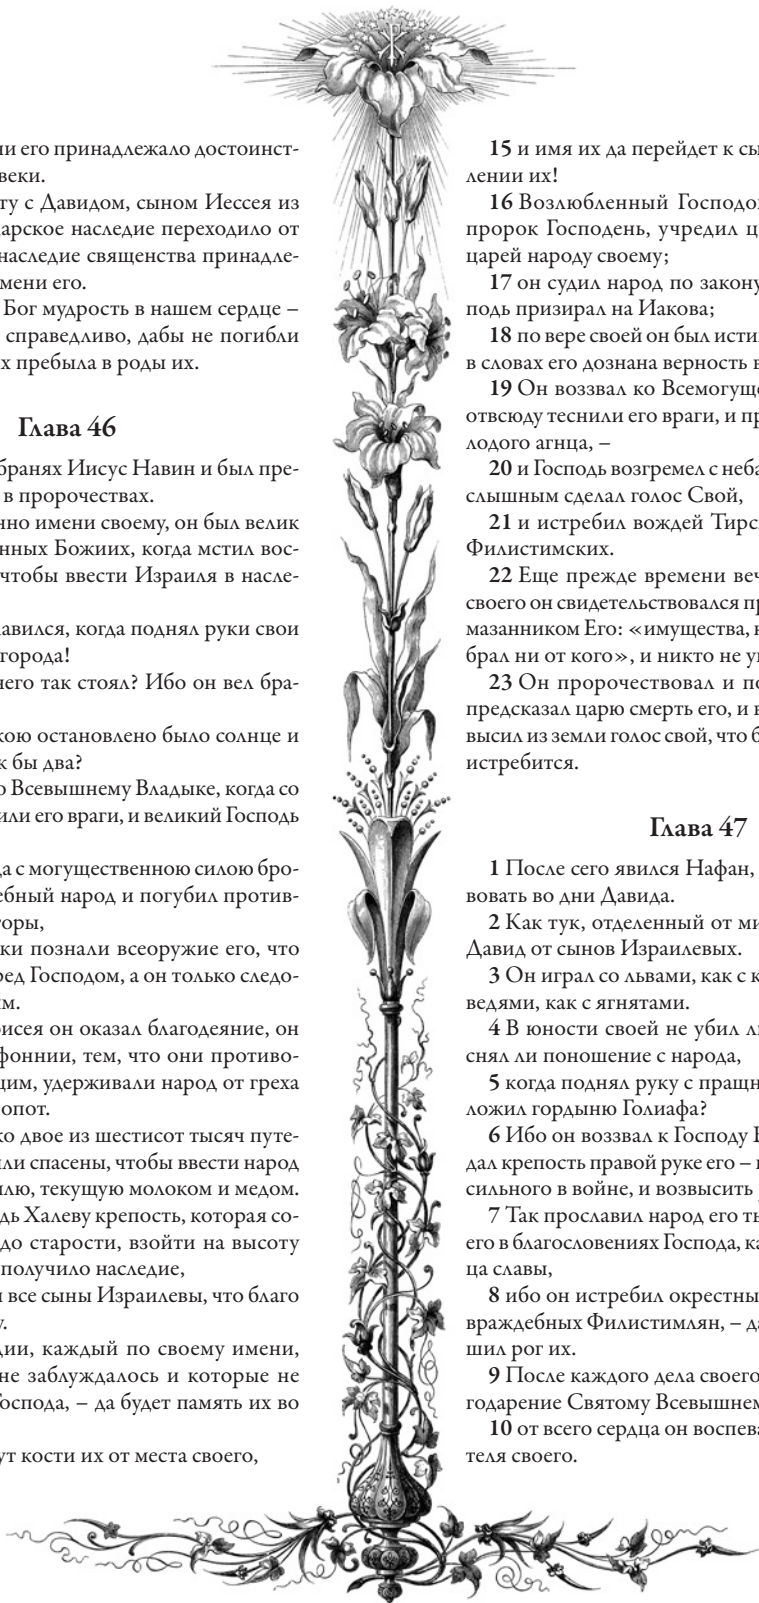 ни его принадлежало достоинст-
веки.
ту с Давидом, сыном Иессея из
царское наследие переходило от
наследие священства принадле-
мени его.
Бог мудрость в нашем сердце –
справедливо, дабы не погибли
х пребыла в роды их.
Глава 46
бранях Иисус Навин и был пре-
в пророчествах.
нно имени своему, он был велик
нных Божиих, когда мстил вос-
чтобы ввести Израиля в насле-
авился, когда поднял руки свои
города!
него так стоял? Ибо он вел бра-
кою остановлено было солнце и
к бы два?
о Всевышнему Владыке, когда со
или его враги, и великий Господь
да с могущественною силою бро-
ебный народ и погубил против-
горы,
ки познали всеоружие его, что
ред Господом, а он только следо-
им.
исея он оказал благодеяние, он
фоннии, тем, что они противо-
щим, удерживали народ от греха
опот.
ко двое из шестисот тысяч путе-
ли спасены, чтобы ввести народ
млю, текущую молоком и медом.
дь Халеву крепость, которая со-
до старости, взойти на высоту
получило наследие,
и все сыны Израилевы, что благо
у.
дии, каждый по своему имени,
не заблуждалось и которые не
Господа, – да будет память их во
ут кости их от места своего,
15 и имя их да перейдет к сы
лении их!
16 Возлюбленный Господо
пророк Господень, учредил ц
царей народу своему;
17 он судил народ по закону
подь призирал на Иакова;
18 по вере своей он был исти
в словах его дознана верность в
19 Он воззвал ко Всемогуще
отвсюду теснили его враги, и пр
лодого агнца, –
20 и Господь возгремел с неба
слышным сделал голос Свой,
21 и истребил вождей Тирс
Филистимских.
22 Еще прежде времени веч
своего он свидетельствовался пр
мазанником Его: «имущества, н
брал ни от кого», и никто не ук
23 Он пророчествовал и по
предсказал царю смерть его, и в
высил из земли голос свой, что б
истребится.
Глава 47
1 После сего явился Нафан,
вовать во дни Давида.
2 Как тук, отделенный от ми
Давид от сынов Израилевых.
3 Он играл со львами, как с к
ведями, как с ягнятами.
4 В юности своей не убил ли
снял ли поношение с народа,
5 когда поднял руку с пращн
ложил гордыню Голиафа?
6 Ибо он воззвал к Господу
дал крепость правой руке его –
сильного в войне, и возвысить
7 Так прославил народ его ть
его в благословениях Господа, ка
ца славы,
8 ибо он истребил окрестны
враждебных Филистимлян, – да
шил рог их.
9 После каждого дела своего
годарение Святому Всевышнем
10 от всего сердца он воспева
теля своего.